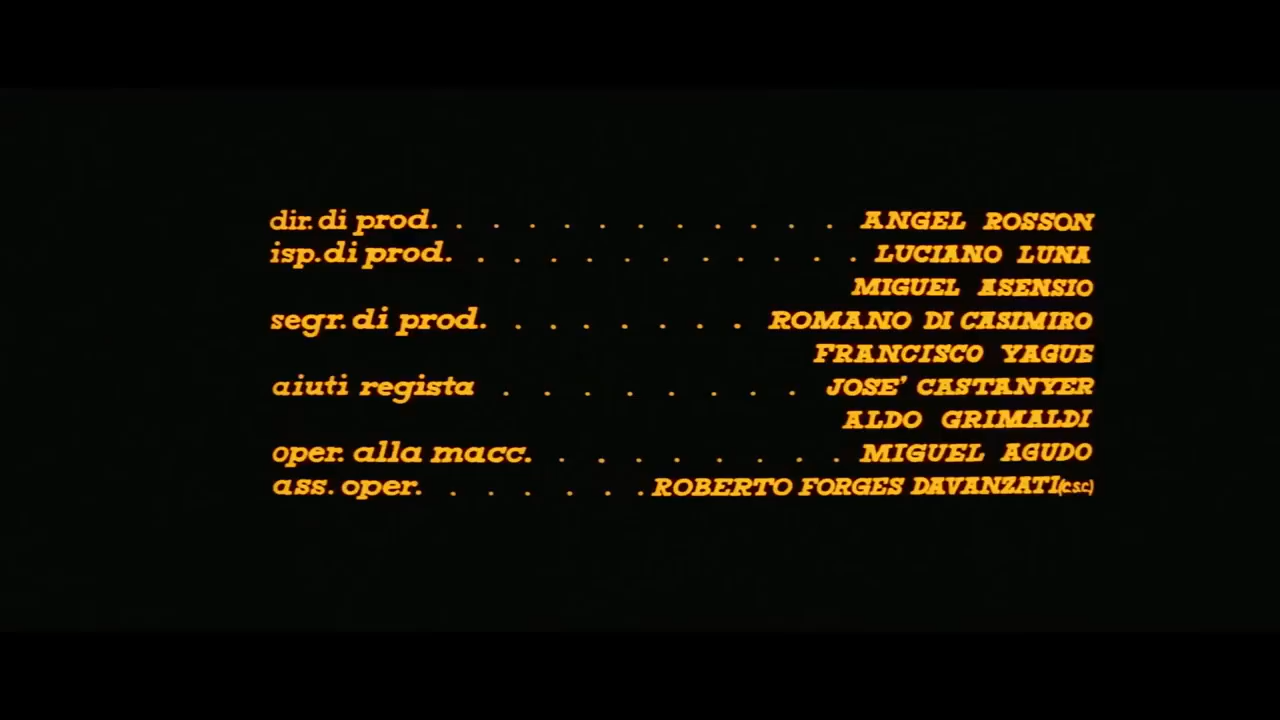 dir. di prod. . . . . . . . . . . . ANGEL ROSSON
isp. di prod. . . . . . . . . . . . LUCIANO LUNA
MIGUEL ASENSIO
segr. di prod. . . . . . . . ROMANO DI CASIMIRO
FRANCISCO YAGUE
aiuti regista . . . . . . . . JOSE' CASTANYER
ALDO GRIMALDI
oper. alla macc. . . . . . . . . MIGUEL AGUDO
ass. oper. . . . . . . ROBERTO FORGES DAVANZATI (c.s.c.)